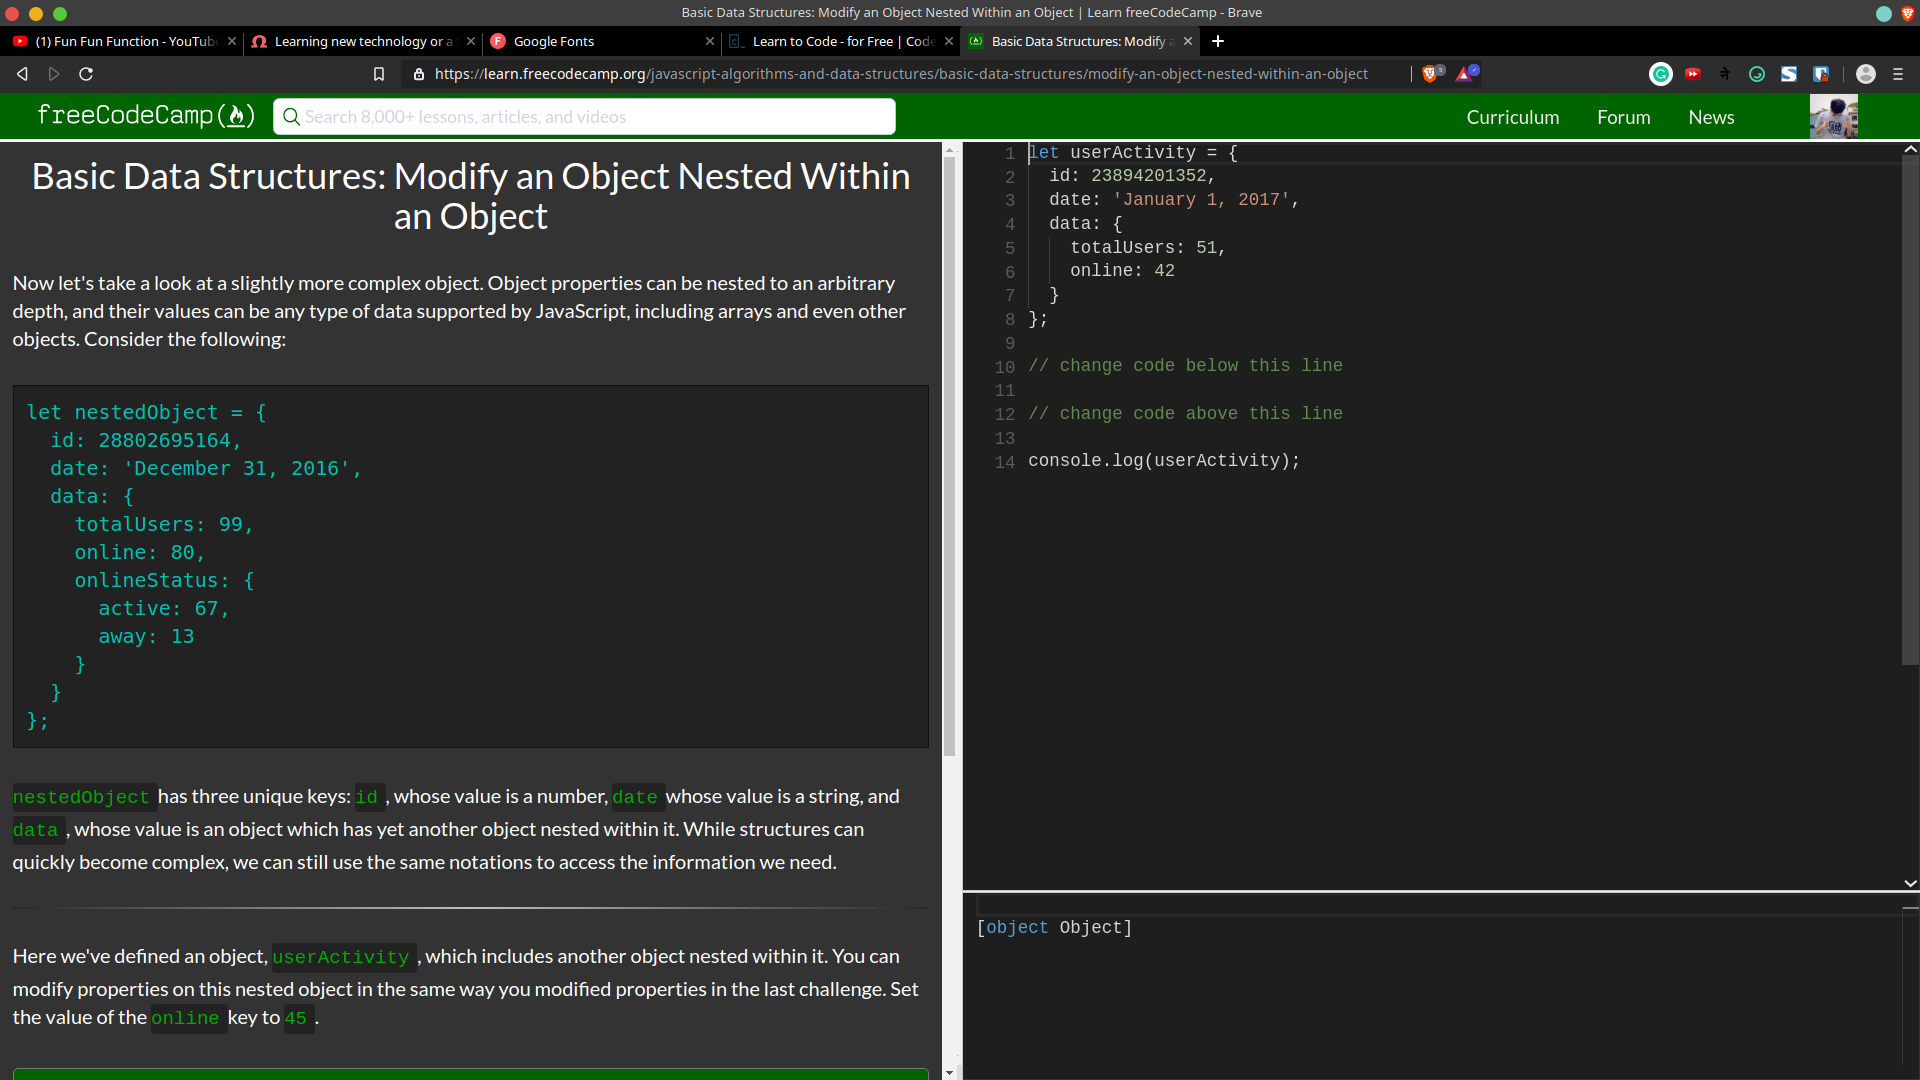 Basic Data Structures: Modify an Object Nested Within an Object | Learn freeCodeCamp - Brave
(1) Fun Fun Function - YouTub
Learning new technology or a
Google Fonts
Learn to Code - for Free | Code
Basic Data Structures: Modify a
https://learn.freecodecamp.org/javascript-algorithms-and-data-structures/basic-data-structures/modify-an-object-nested-within-an-object
freeCodeCamp
Search 8,000+ lessons, articles, and videos
Curriculum
Forum
News
Basic Data Structures: Modify an Object Nested Within
an Object
Now let's take a look at a slightly more complex object. Object properties can be nested to an arbitrary
depth, and their values can be any type of data supported by JavaScript, including arrays and even other
objects. Consider the following:
let nestedObject = {
  id: 28802695164,
  date: 'December 31, 2016',
  data: {
    totalUsers: 99,
    online: 80,
    onlineStatus: {
      active: 67,
      away: 13
    }
  }
};
nestedObject has three unique keys: id , whose value is a number, date whose value is a string, and
data , whose value is an object which has yet another object nested within it. While structures can
quickly become complex, we can still use the same notations to access the information we need.
Here we've defined an object, userActivity , which includes another object nested within it. You can
modify properties on this nested object in the same way you modified properties in the last challenge. Set
the value of the online key to 45 .
1 let userActivity = {
2   id: 23894201352,
3   date: 'January 1, 2017',
4   data: {
5     totalUsers: 51,
6     online: 42
7   }
8 };
9
10 // change code below this line
11
12 // change code above this line
13
14 console.log(userActivity);
[object Object]